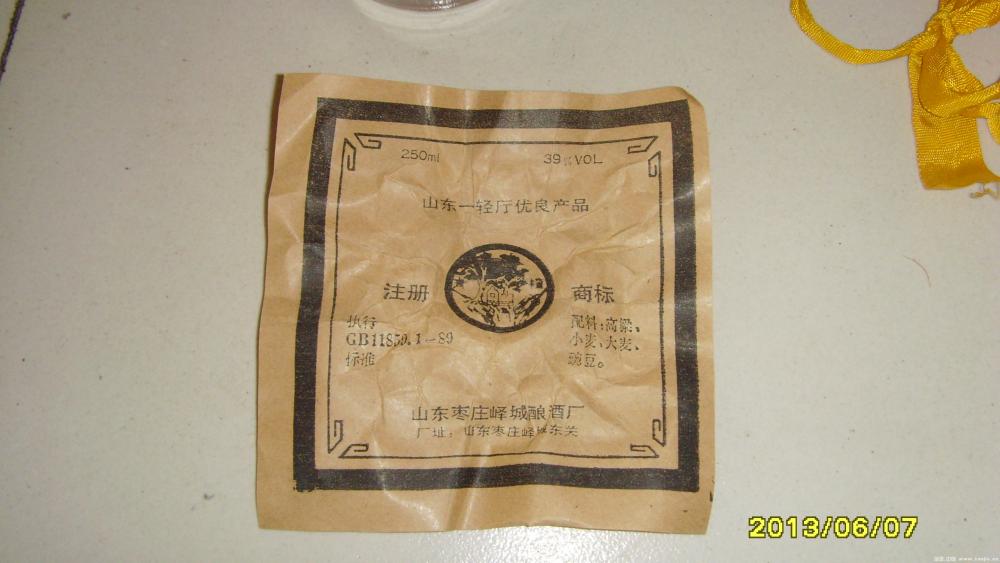 250ml 39%VOL
山东一轻厅优良产品
注册 商标
执行
GB11859.1-89
标准
配料:高粱、
小麦、大麦、
豌豆。
山东枣庄峄城酿酒厂
厂址:山东枣庄峄城东关
2013/06/07